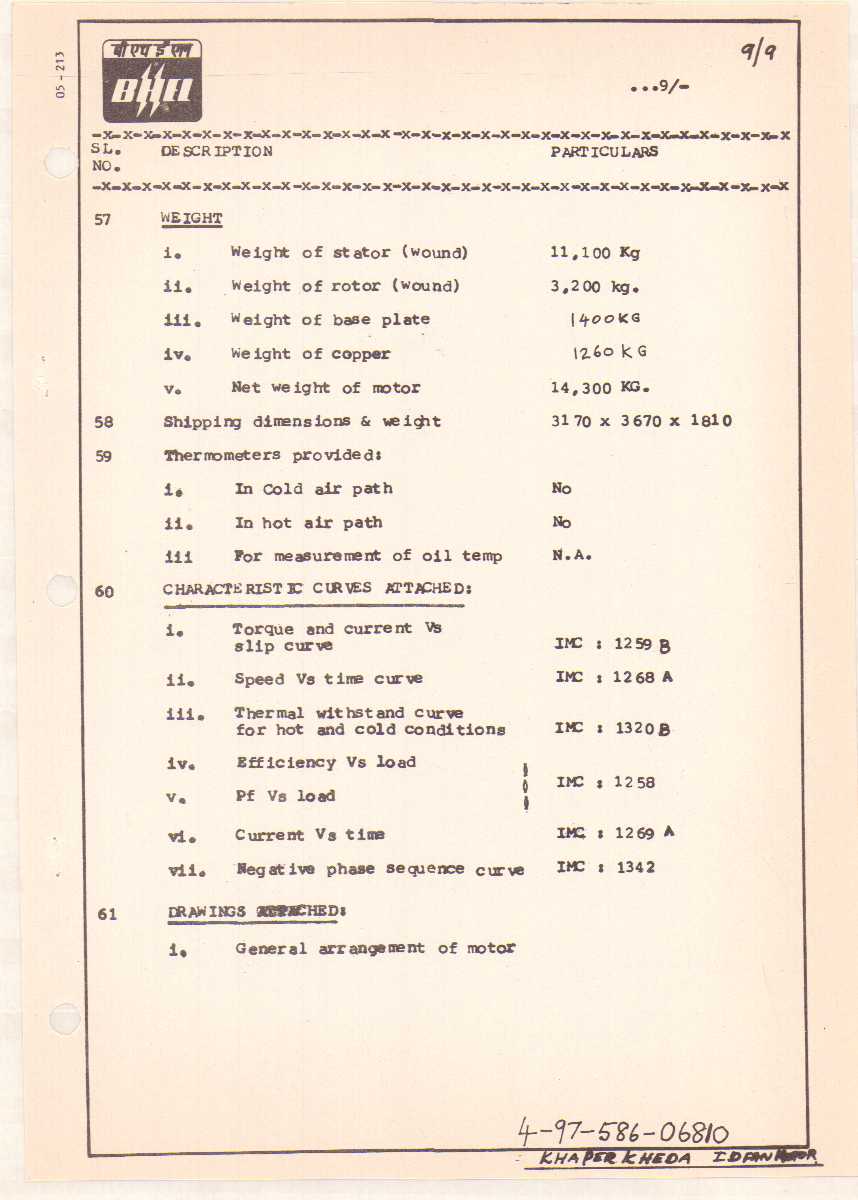 05 - 213
बी एच ई एल
BHEL
9/9
...9/-
-x-x-x-x-x-x-x-x-x-x-x-x-x-x-x-x-x-x-x-x-x-x-x-x-x-x-x-x-x-x-x-x-x-x-x
SL. DESCRIPTION PARTICULARS
NO.
-x-x-x-x-x-x-x-x-x-x-x-x-x-x-x-x-x-x-x-x-x-x-x-x-x-x-x-x-x-x-x-x-x-x-x
57 WEIGHT
i. Weight of stator (wound) 11,100 Kg
ii. Weight of rotor (wound) 3,200 kg.
iii. Weight of base plate 1400KG
iv. Weight of copper 1260 KG
v. Net weight of motor 14,300 KG.
58 Shipping dimensions & weight 3170 x 3670 x 1810
59 Thermometers provided:
i. In Cold air path No
ii. In hot air path No
iii For measurement of oil temp N.A.
60 CHARACTERISTIC CURVES ATTACHED:
i. Torque and current Vs
slip curve IMC : 1259 B
ii. Speed Vs time curve IMC : 1268 A
iii. Thermal withstand curve
for hot and cold conditions IMC : 1320 B
iv. Efficiency Vs load
IMC : 1258
v. Pf Vs load
vi. Current Vs time IMC : 1269 A
vii. Negative phase sequence curve IMC : 1342
61 DRAWINGS ATTACHED:
i. General arrangement of motor
4-97-586-06810
KHAPERKHEDA I.D FAN MOTOR